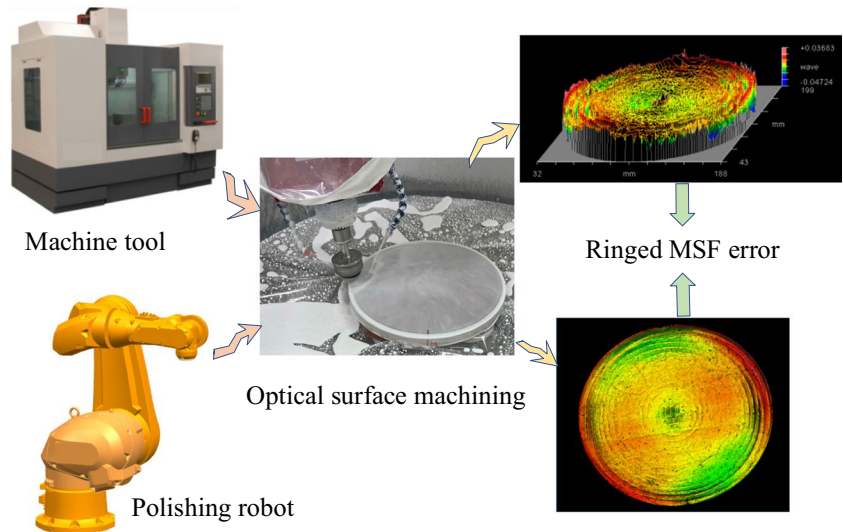 +0.03683
wave
-0.04724
199
mm
43
32
mm
188
Machine tool
Ringed MSF error
Optical surface machining
Polishing robot